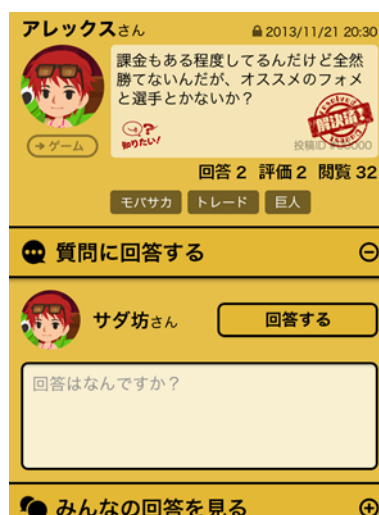 アレックスさん 2013/11/21 20:30
課金もある程度してるんだけど全然
勝てないんだが、オススメのフォメ
と選手とかないか？
知りたい!
resolved
解決済!
ゲーム
投稿ID
回答 2 評価 2 閲覧 32
モバサカ トレード 巨人
質問に回答する
サダ坊さん 回答する
回答はなんですか？
みんなの回答を見る